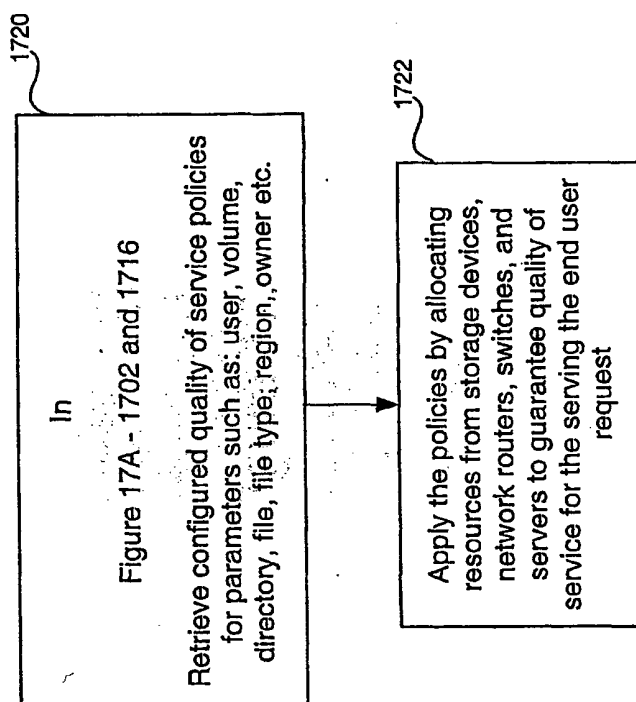 1720
In
Figure 17A - 1702 and 1716
Retrieve configured quality of service policies
for parameters such as: user, volume,
directory, file, file type, region, owner etc.
1722
Apply the policies by allocating
resources from storage devices,
network routers, switches, and
servers to guarantee quality of
service for the serving the end user
request